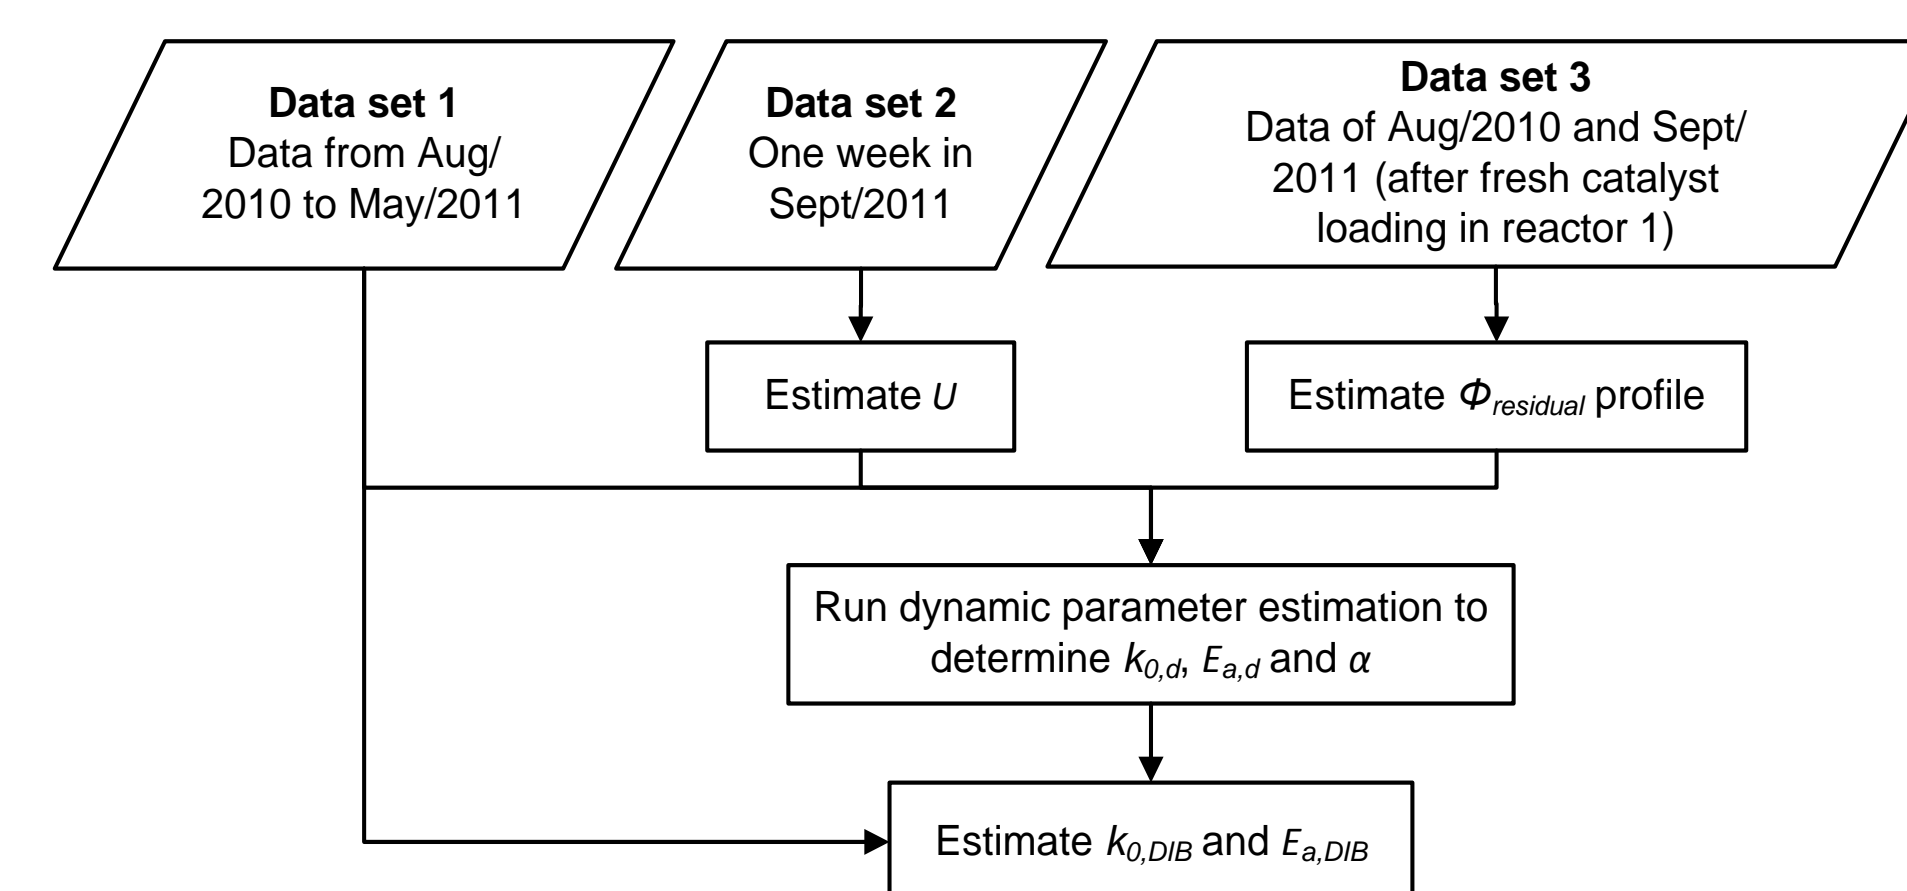 Data set 1
Data from Aug/
2010 to May/2011
Data set 2
One week in
Sept/2011
Data set 3
Data of Aug/2010 and Sept/
2011 (after fresh catalyst
loading in reactor 1)
Estimate U
Estimate Φresidual profile
Run dynamic parameter estimation to
determine k0,d, Ea,d and α
Estimate k0,DIB and Ea,DIB